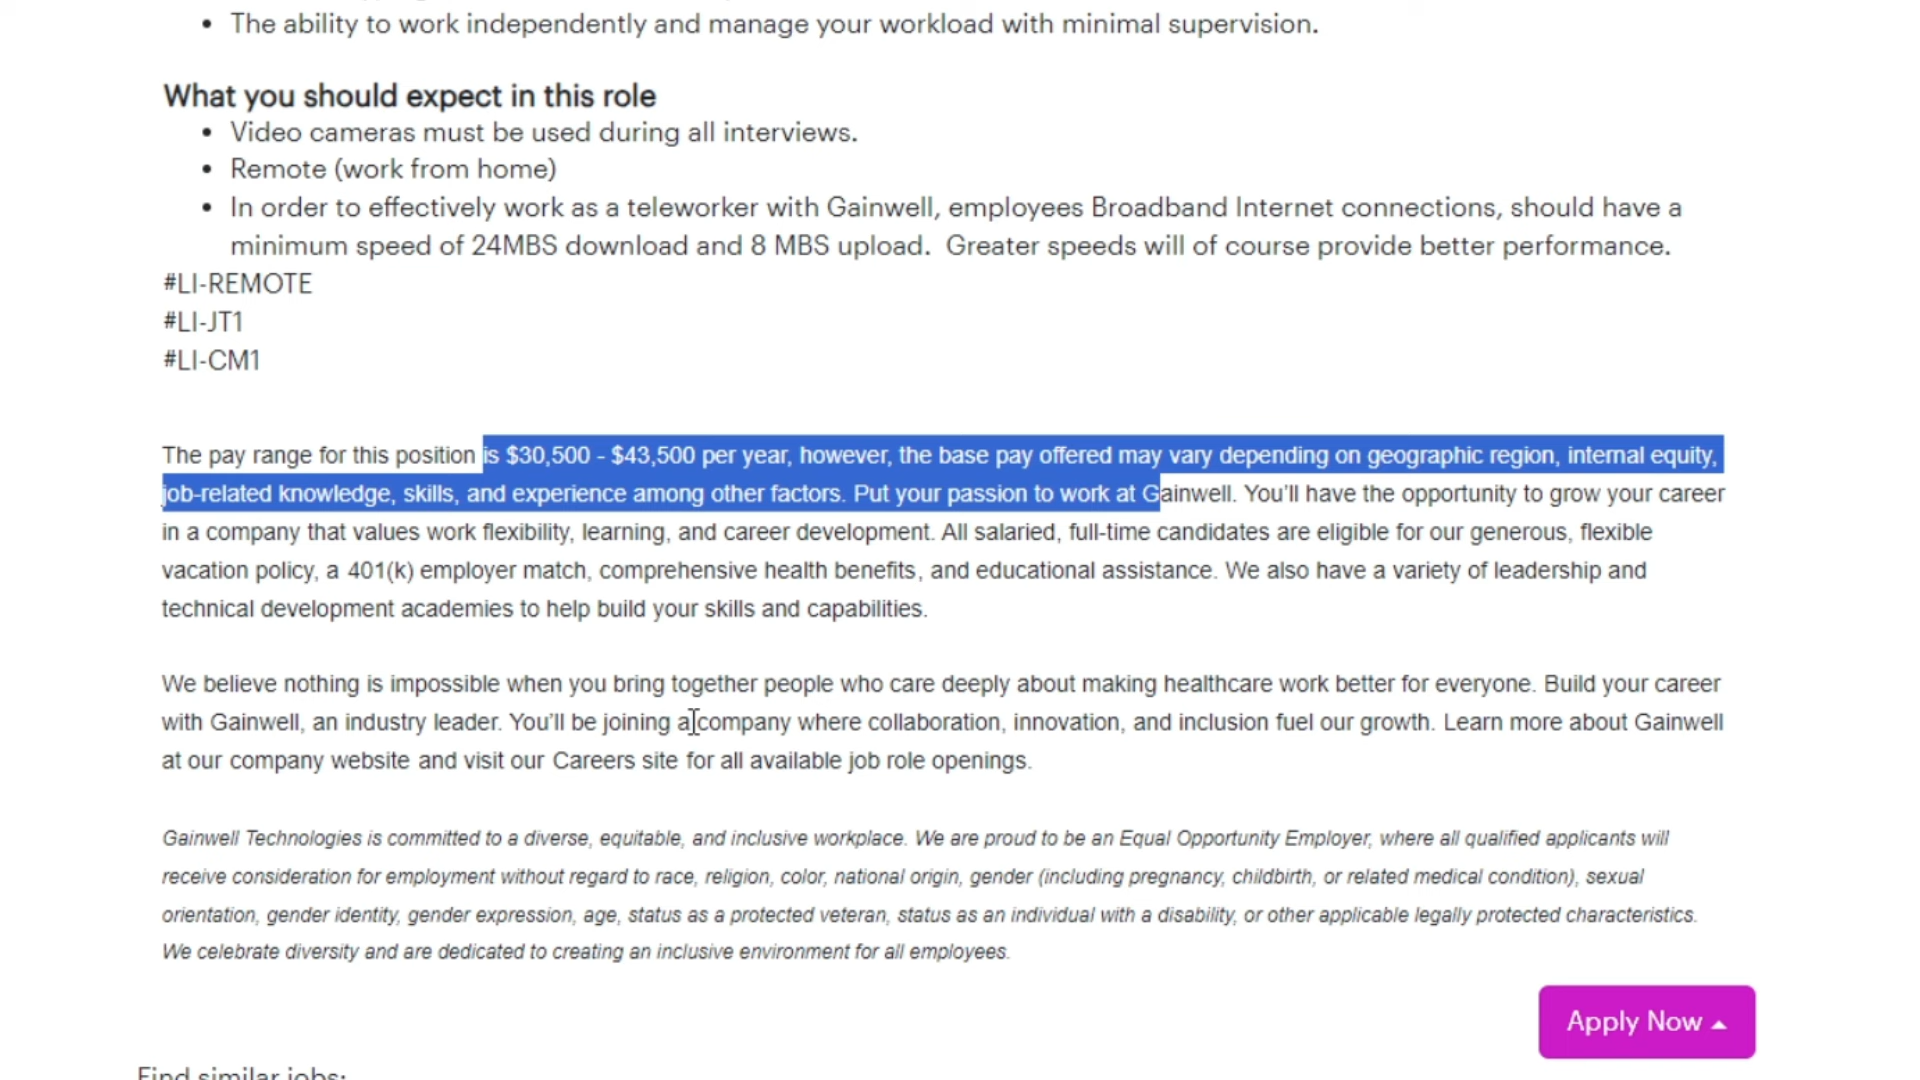 The ability to work independently and manage your workload with minimal supervision.
What you should expect in this role
Video cameras must be used during all interviews.
Remote (work from home)
In order to effectively work as a teleworker with Gainwell, employees Broadband Internet connections, should have a
minimum speed of 24MBS download and 8 MBS upload.  Greater speeds will of course provide better performance.
#LI-REMOTE
#LI-JT1
#LI-CM1
The pay range for this position is $30,500 - $43,500 per year, however, the base pay offered may vary depending on geographic region, internal equity,
job-related knowledge, skills, and experience among other factors. Put your passion to work at Gainwell. You’ll have the opportunity to grow your career
in a company that values work flexibility, learning, and career development. All salaried, full-time candidates are eligible for our generous, flexible
vacation policy, a 401(k) employer match, comprehensive health benefits, and educational assistance. We also have a variety of leadership and
technical development academies to help build your skills and capabilities.
We believe nothing is impossible when you bring together people who care deeply about making healthcare work better for everyone. Build your career
with Gainwell, an industry leader. You’ll be joining a company where collaboration, innovation, and inclusion fuel our growth. Learn more about Gainwell
at our company website and visit our Careers site for all available job role openings.
Gainwell Technologies is committed to a diverse, equitable, and inclusive workplace. We are proud to be an Equal Opportunity Employer, where all qualified applicants will
receive consideration for employment without regard to race, religion, color, national origin, gender (including pregnancy, childbirth, or related medical condition), sexual
orientation, gender identity, gender expression, age, status as a protected veteran, status as an individual with a disability, or other applicable legally protected characteristics.
We celebrate diversity and are dedicated to creating an inclusive environment for all employees.
Apply Now
Find similar jobs: